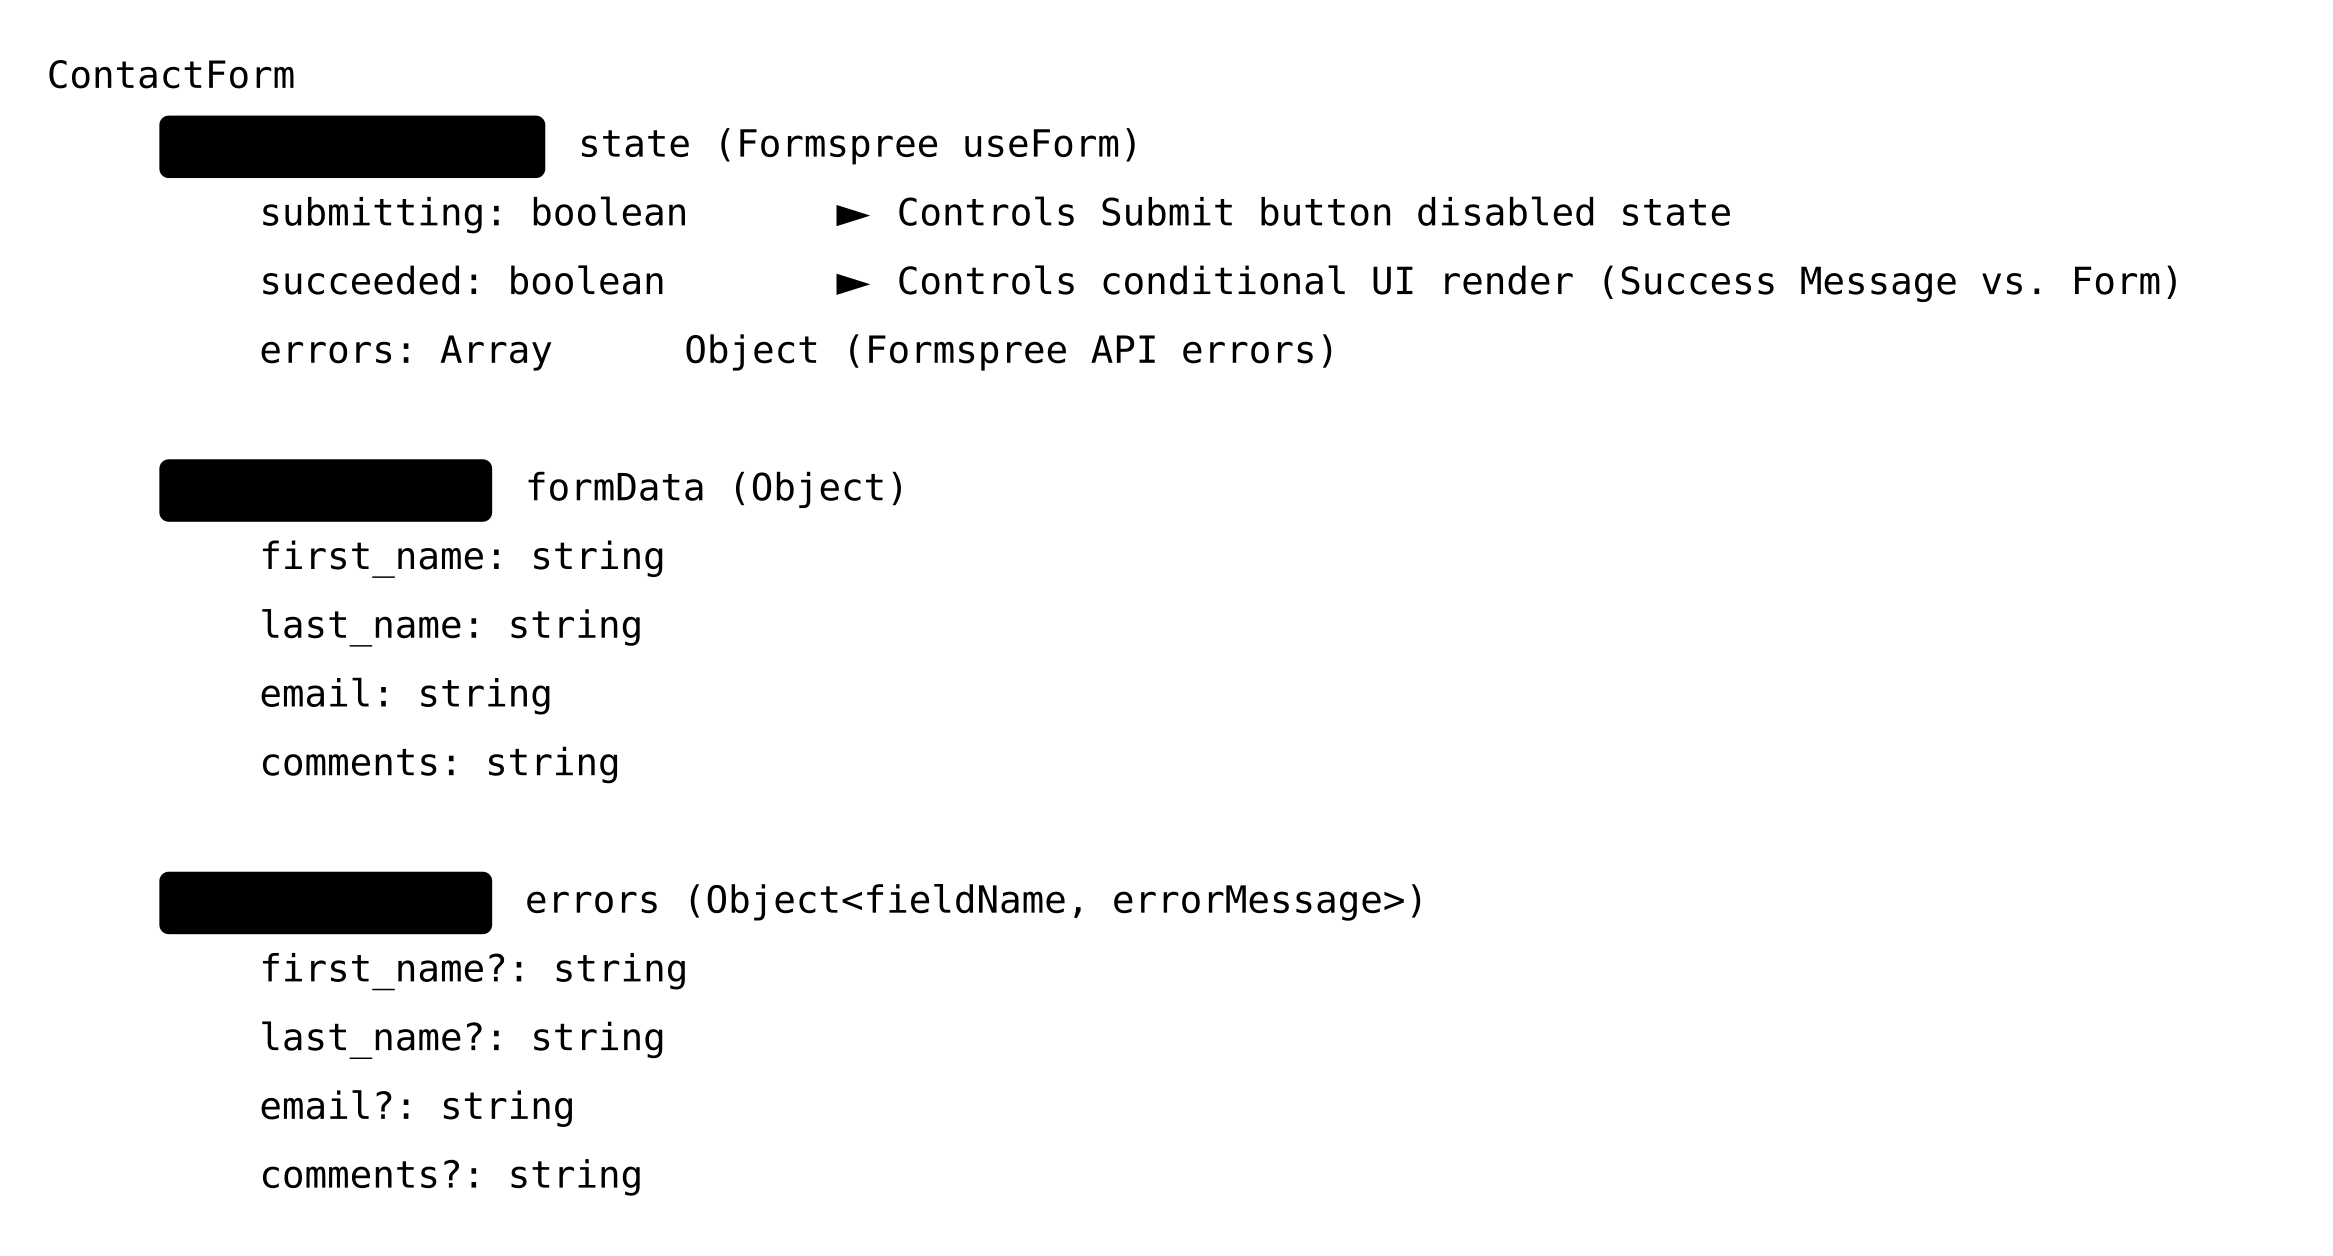 ContactForm
state (Formspree useForm)
submitting: boolean ► Controls Submit button disabled state
succeeded: boolean ► Controls conditional UI render (Success Message vs. Form)
errors: Array Object (Formspree API errors)
formData (Object)
first_name: string
last_name: string
email: string
comments: string
errors (Object<fieldName, errorMessage>)
first_name?: string
last_name?: string
email?: string
comments?: string